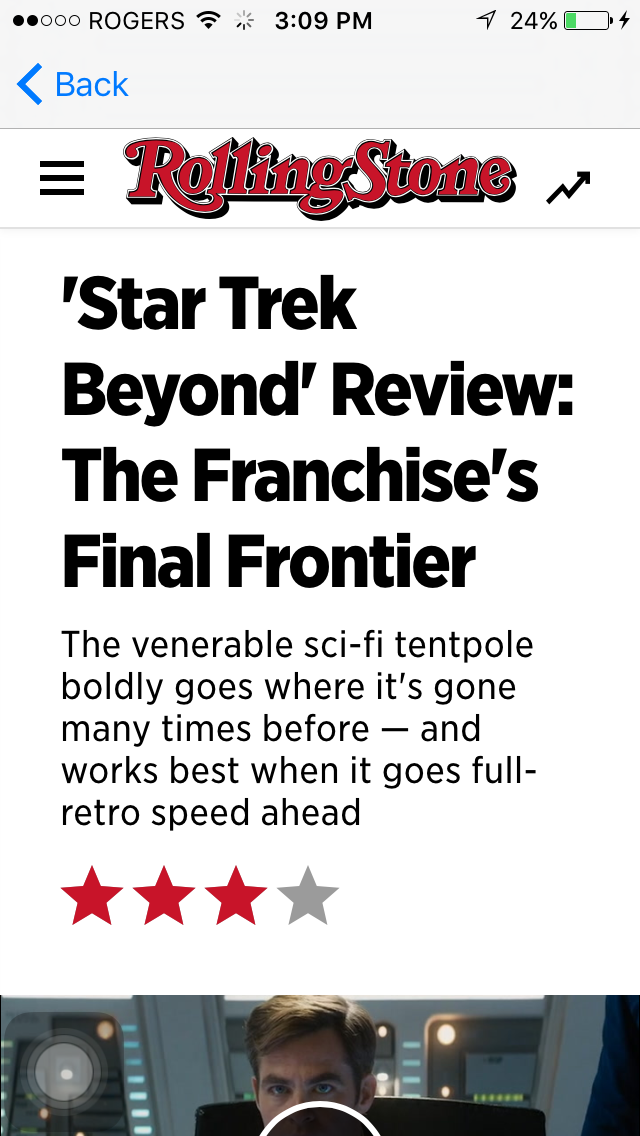 ROGERS 3:09 PM 24%
Back
RollingStone
'Star Trek
Beyond' Review:
The Franchise's
Final Frontier
The venerable sci-fi tentpole
boldly goes where it's gone
many times before — and
works best when it goes full-
retro speed ahead